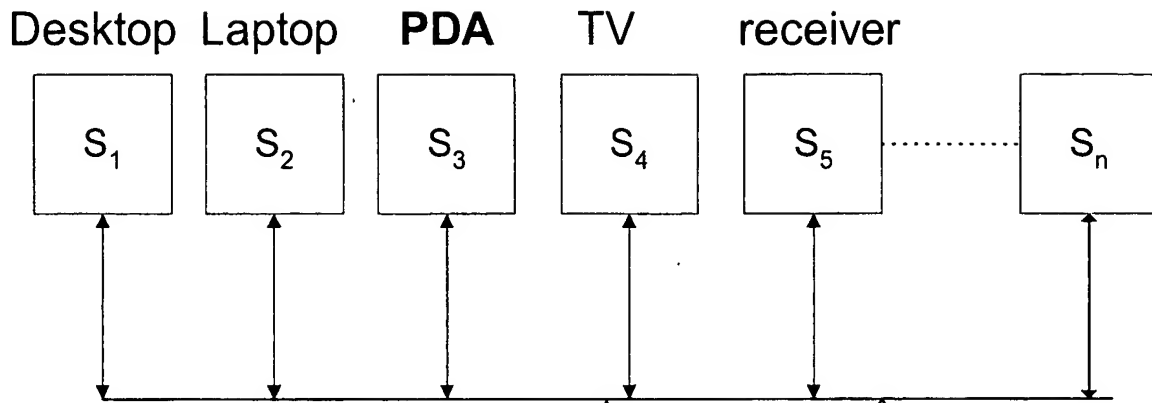 Desktop Laptop PDA TV receiver
S₁ S₂ S₃ S₄ S₅ Sₙ